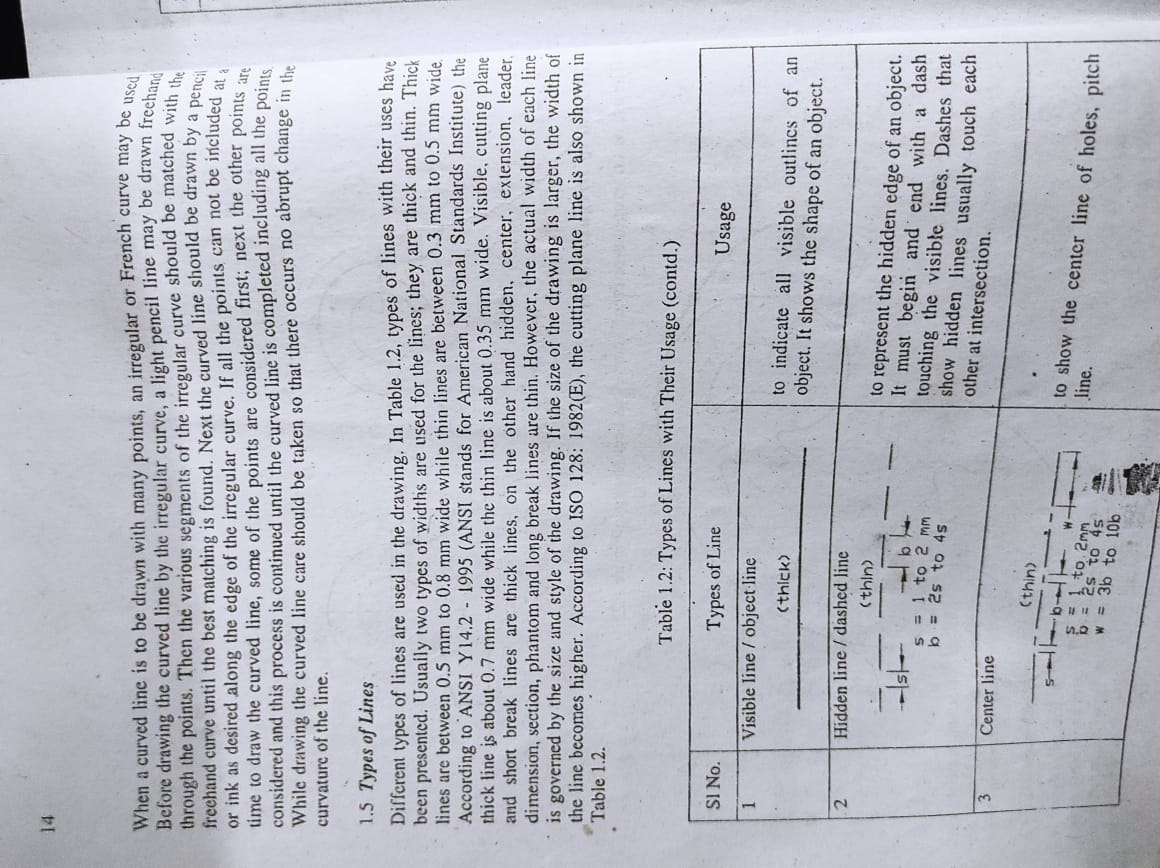 14
When a curved line is to be drawn with many points, an irregular or French curve may be used.
Before drawing the curved line by the irregular curve, a light pencil line may be drawn freehand
through the points. Then the various segments of the irregular curve should be matched with the
freehand curve until the best matching is found. Next the curved line should be drawn by a pencil
or ink as desired along the edge of the irregular curve. If all the points can not be included at a
time to draw the curved line, some of the points are considered first; next the other points are
considered and this process is continued until the curved line is completed including all the points.
While drawing the curved line care should be taken so that there occurs no abrupt change in the
curvature of the line.
1.5 Types of Lines
Different types of lines are used in the drawing. In Table 1.2, types of lines with their uses have
been presented. Usually two types of widths are used for the lines; they are thick and thin. Thick
lines are between 0.5 mm to 0.8 mm wide while thin lines are between 0.3 mm to 0.5 mm wide.
According to ANSI Y14.2 - 1995 (ANSI stands for American National Standards Institute) the
thick line is about 0.7 mm wide while the thin line is about 0.35 mm wide. Visible, cutting plane
and short break lines are thick lines, on the other hand hidden, center, extension, leader,
dimension, section, phantom and long break lines are thin. However, the actual width of each line
is governed by the size and style of the drawing. If the size of the drawing is larger, the width of
the line becomes higher. According to ISO 128: 1982(E), the cutting plane line is also shown in
Table 1.2.
Table 1.2: Types of Lines with Their Usage (contd.)
Sl No. Types of Line Usage
1 Visible line / object line
(thick)
to indicate all visible outlines of an
object. It shows the shape of an object.
2 Hidden line / dashed line
(thin)
s b
s = 1 to 2 mm
b = 2s to 4s
to represent the hidden edge of an object.
It must begin and end with a dash
touching the visible lines. Dashes that
show hidden lines usually touch each
other at intersection.
3 Center line
(thin)
s b w
s = 1 to 2mm
b = 2s to 4s
w = 3b to 10b
to show the center line of holes, pitch
line.